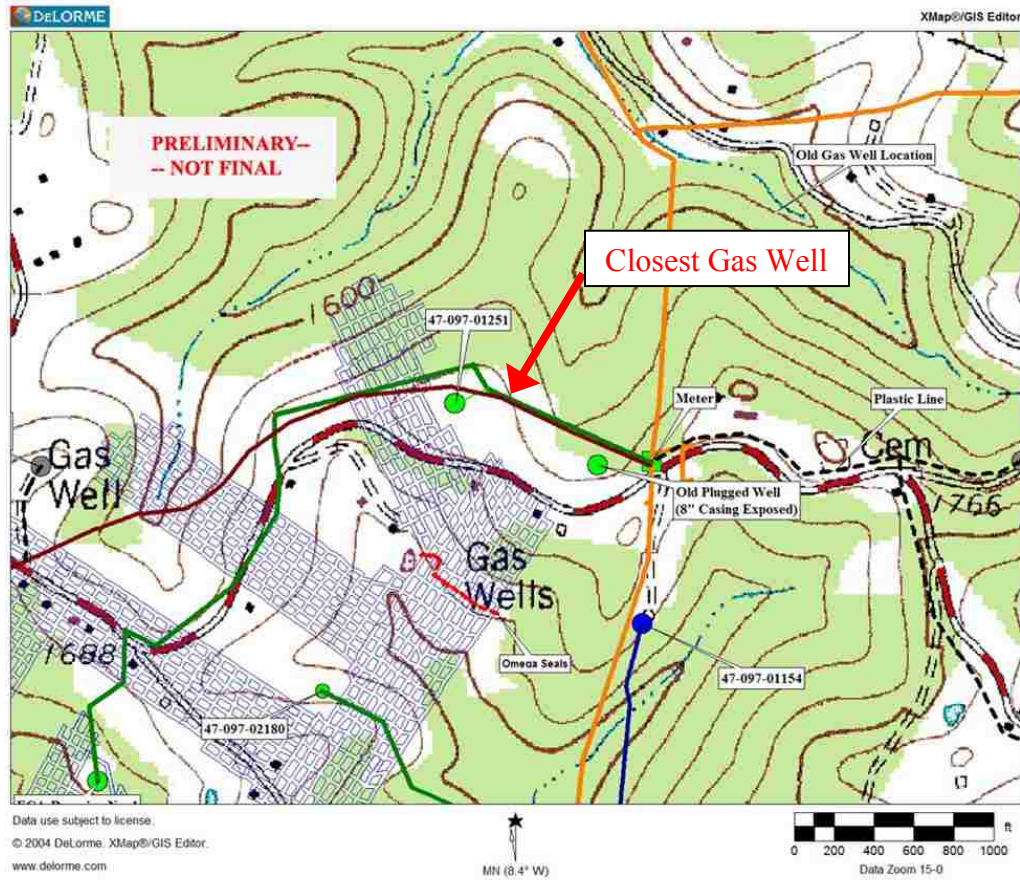 DELORME
XMap®/GIS Editor
PRELIMINARY--
-- NOT FINAL
Old Gas Well Location
Closest Gas Well
1600
47-097-01251
Meter
Plastic Line
Gas
Well
Cem
Old Plugged Well
(8" Casing Exposed)
1766
Gas
Wells
Omega Seals
1688
47-097-01154
47-097-02180
Data use subject to license.
© 2004 DeLorme. XMap®/GIS Editor.
www.delorme.com
MN (8.4° W)
ft
0 200 400 600 800 1000
Data Zoom 15-0